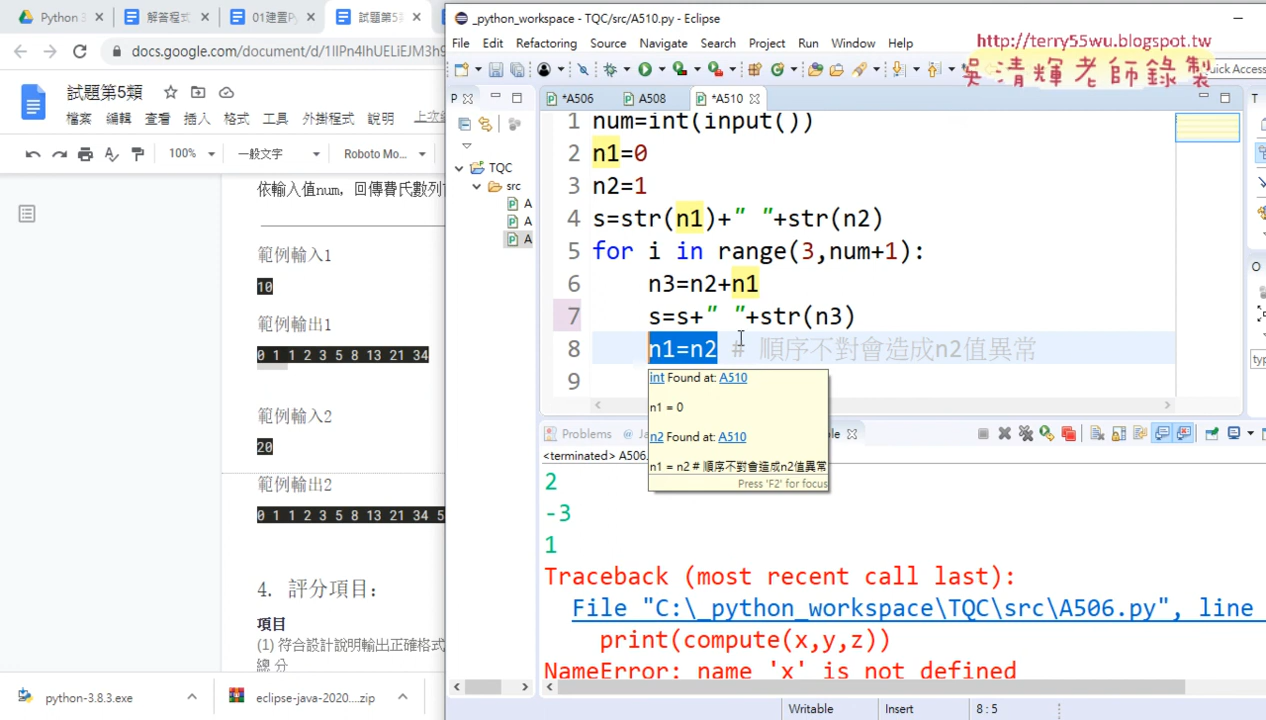 Python 3.
解答程式
01建置Py
試題第5類
docs.google.com/document/d/1IIPn4IhUELiEJM3h9
試題第5類
檔案 編輯 查看 插入 格式 工具 外掛程式 說明
100% 一般文字 Roboto Mo...
依輸入值num, 回傳費氏數列
範例輸入1
10
範例輸出1
0 1 1 2 3 5 8 13 21 34
範例輸入2
20
範例輸出2
0 1 1 2 3 5 8 13 21 34 5
4. 評分項目:
項目
(1) 符合設計說明輸出正確格式
總 分
python-3.8.3.exe
eclipse-java-2020....zip
_python_workspace - TQC/src/A510.py - Eclipse
File Edit Refactoring Source Navigate Search Project Run Window Help
http://terry55wu.blogspot.tw
吳清輝老師錄製
Quick Access
P
*A506 A508 *A510
TQC
src
A
A
A
1 num=int(input())
2 n1=0
3 n2=1
4 s=str(n1)+" "+str(n2)
5 for i in range(3,num+1):
6 n3=n2+n1
7 s=s+" "+str(n3)
8 n1=n2 # 順序不對會造成n2值異常
9
int Found at: A510
n1 = 0
n2 Found at: A510
n1 = n2 # 順序不對會造成n2值異常
Press 'F2' for focus
Problems
<terminated> A506.
2
-3
1
Traceback (most recent call last):
File "C:\_python_workspace\TQC\src\A506.py", line
print(compute(x,y,z))
NameError: name 'x' is not defined
Writable Insert 8 : 5